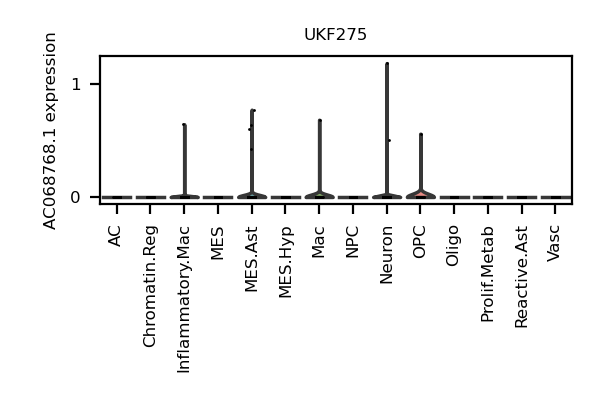 UKF275
AC068768.1 expression
1
0
AC
Chromatin.Reg
Inflammatory.Mac
MES
MES.Ast
MES.Hyp
Mac
NPC
Neuron
OPC
Oligo
Prolif.Metab
Reactive.Ast
Vasc